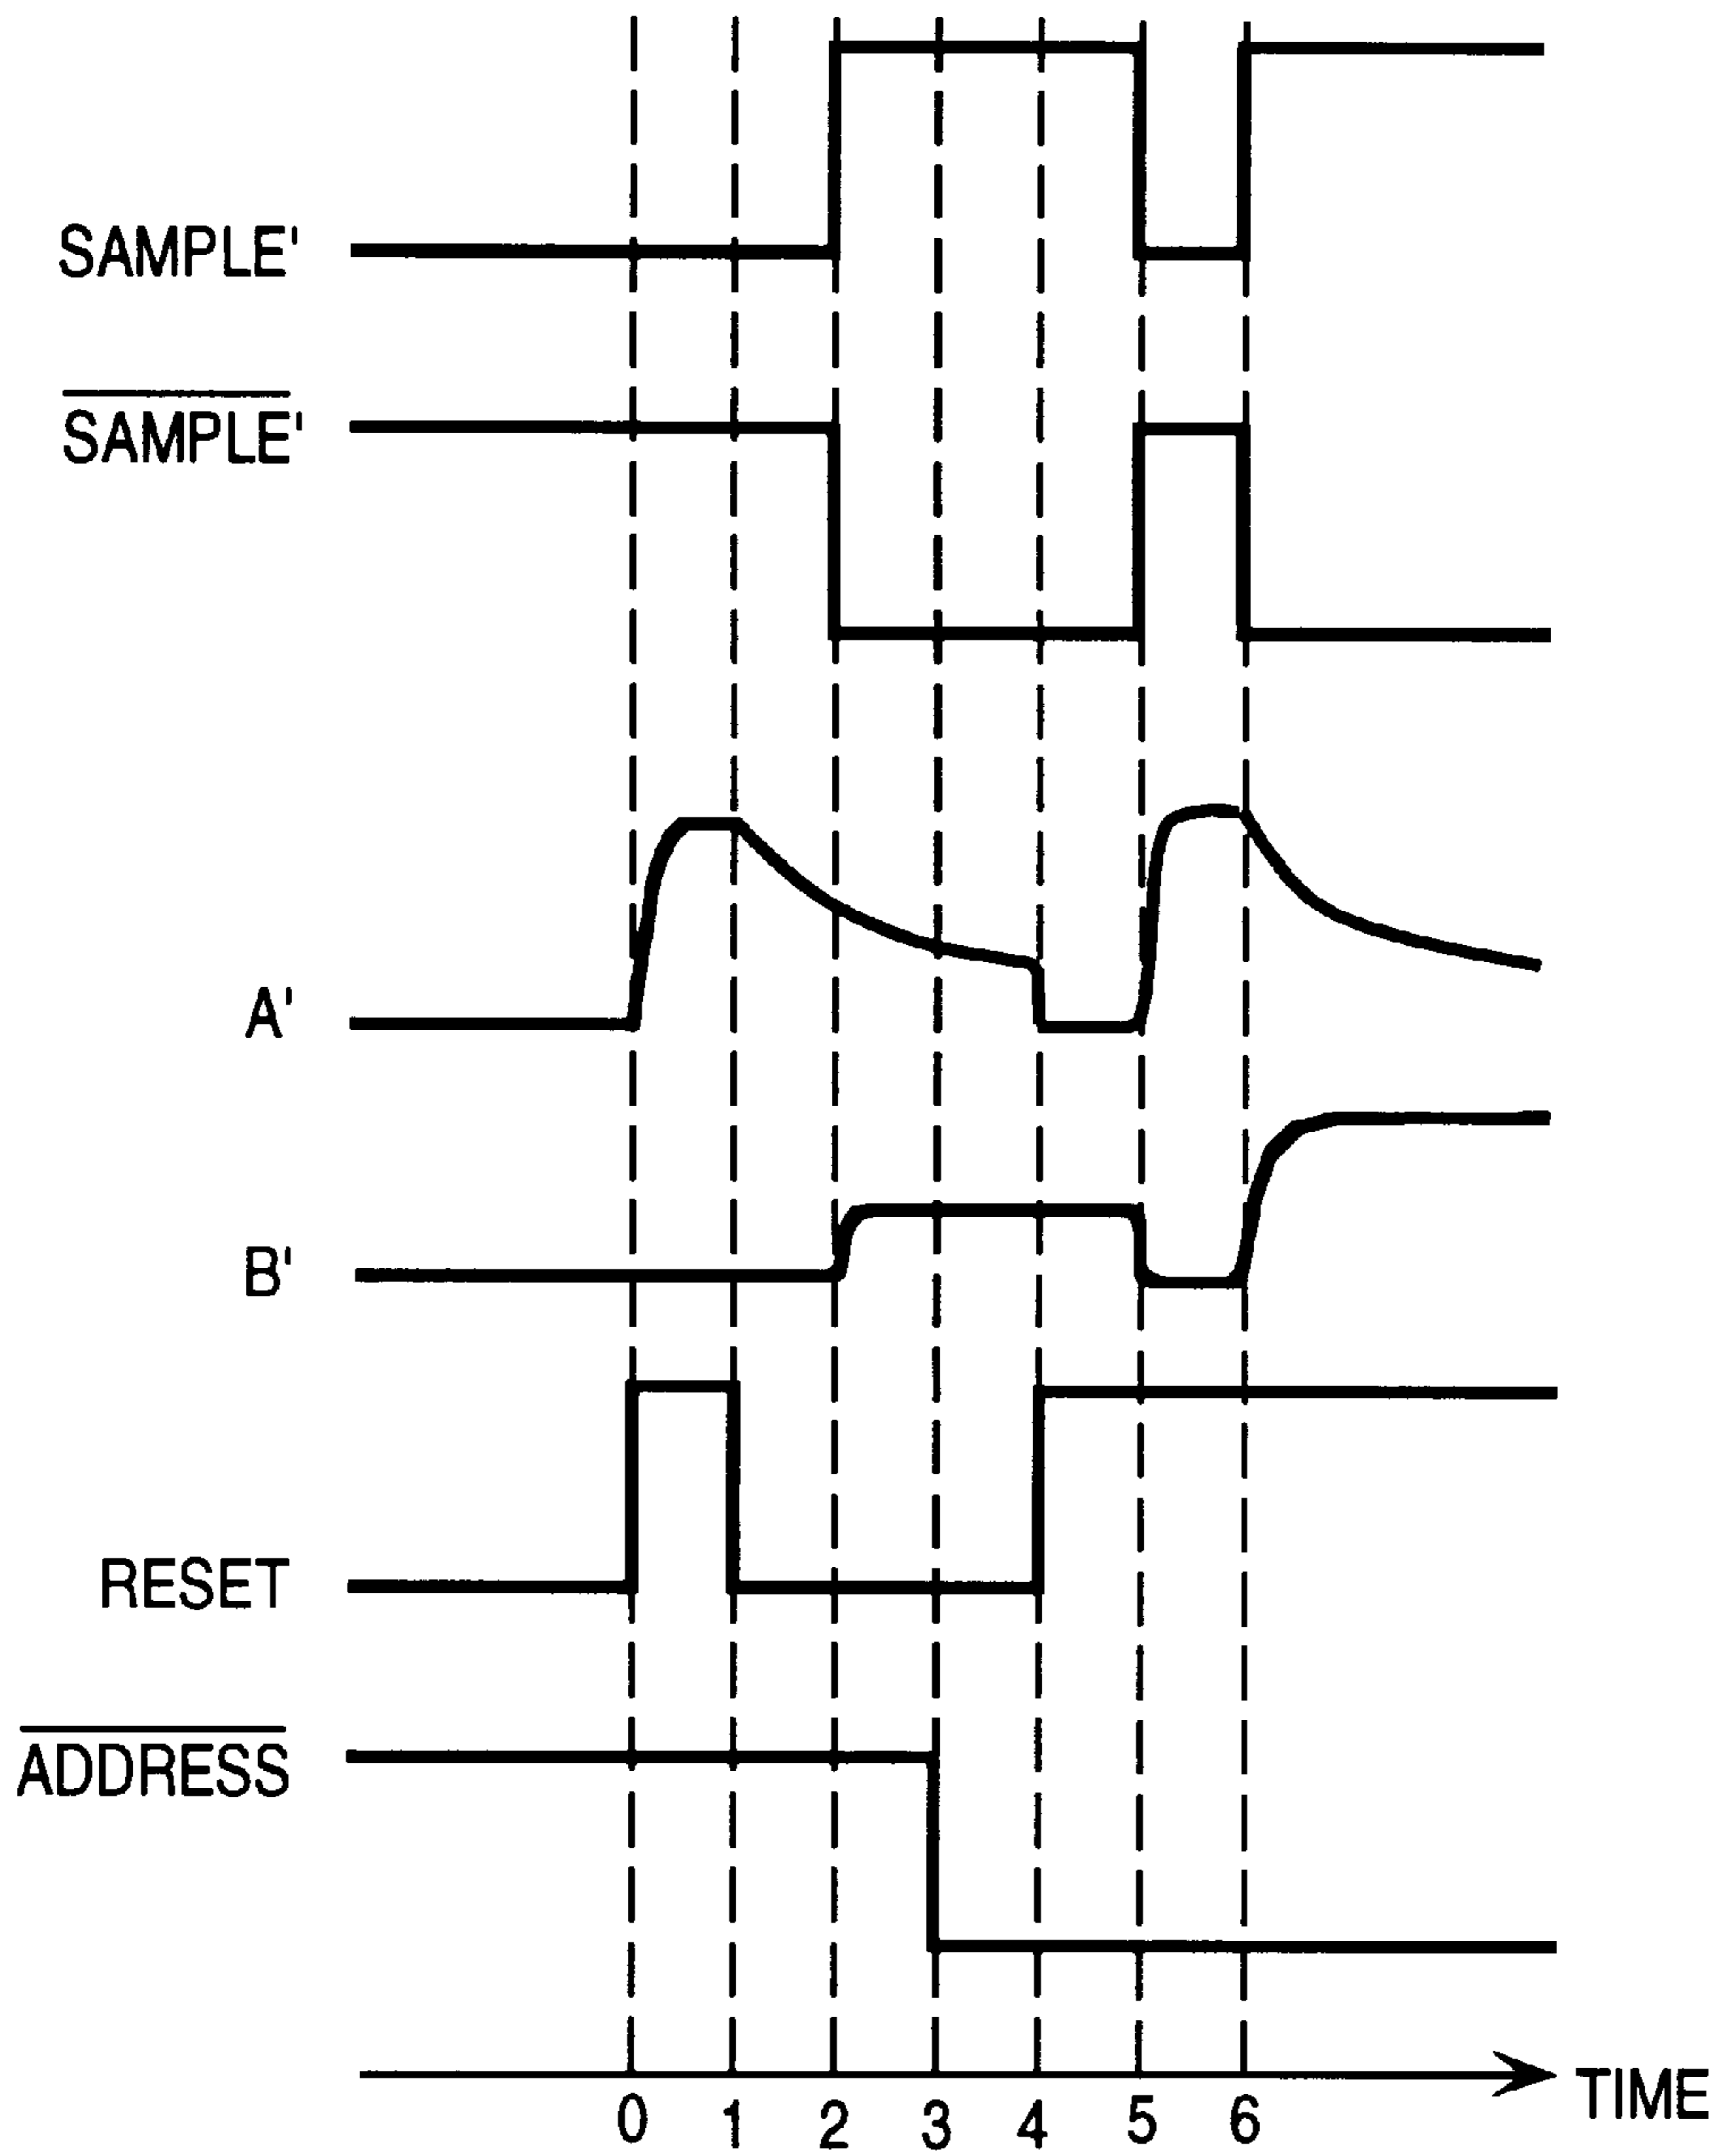 SAMPLE'
SAMPLE'
A'
B'
RESET
ADDRESS
0 1 2 3 4 5 6 TIME